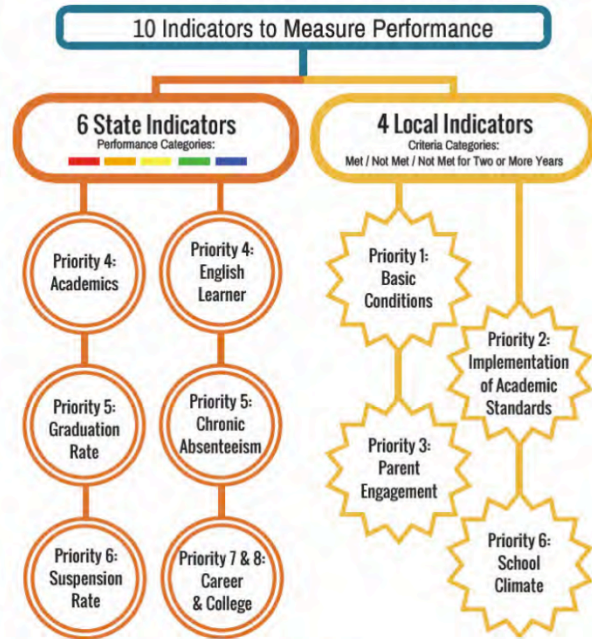 10 Indicators to Measure Performance
6 State Indicators
Performance Categories:
4 Local Indicators
Criteria Categories:
Met / Not Met / Not Met for Two or More Years
Priority 4:
Academics
Priority 4:
English
Learner
Priority 1:
Basic
Conditions
Priority 2:
Implementation
of Academic
Standards
Priority 5:
Graduation
Rate
Priority 5:
Chronic
Absenteeism
Priority 3:
Parent
Engagement
Priority 6:
Suspension
Rate
Priority 7 & 8:
Career
& College
Priority 6:
School
Climate